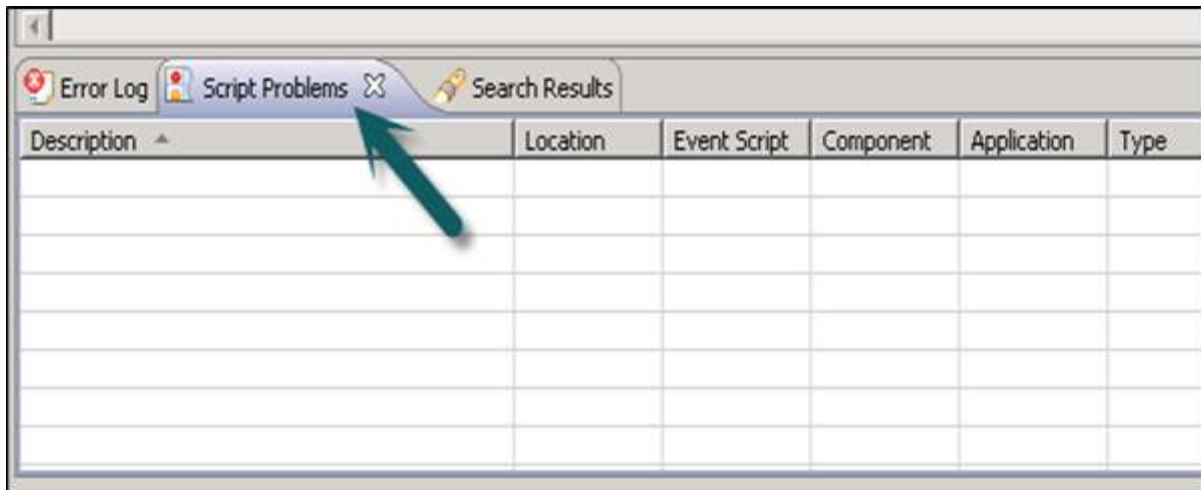 Error Log Script Problems Search Results
Description Location Event Script Component Application Type